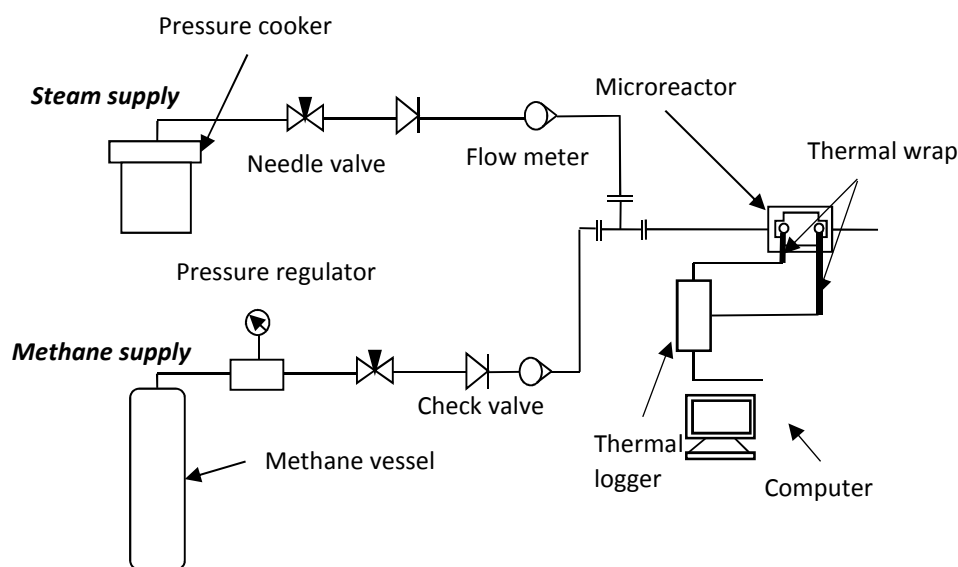 Pressure cooker
Steam supply
Needle valve
Flow meter
Microreactor
Thermal wrap
Pressure regulator
Methane supply
Check valve
Methane vessel
Thermal
logger
Computer